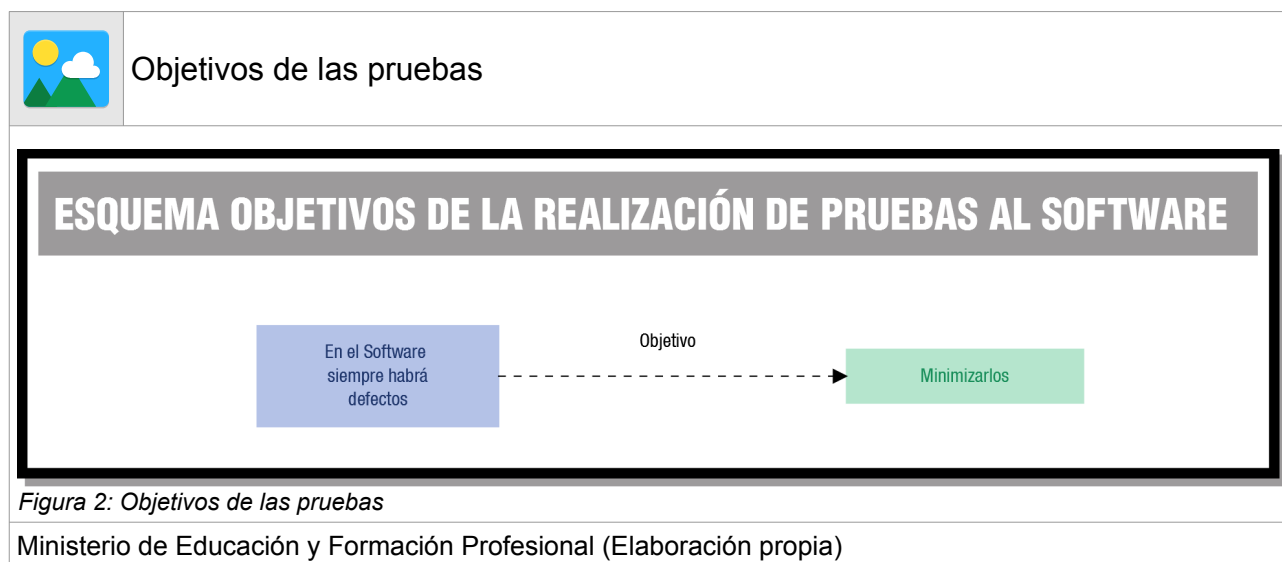 Objetivos de las pruebas
ESQUEMA OBJETIVOS DE LA REALIZACIÓN DE PRUEBAS AL SOFTWARE
En el Software
siempre habrá
defectos
Objetivo
Minimizarlos
Figura 2: Objetivos de las pruebas
Ministerio de Educación y Formación Profesional (Elaboración propia)